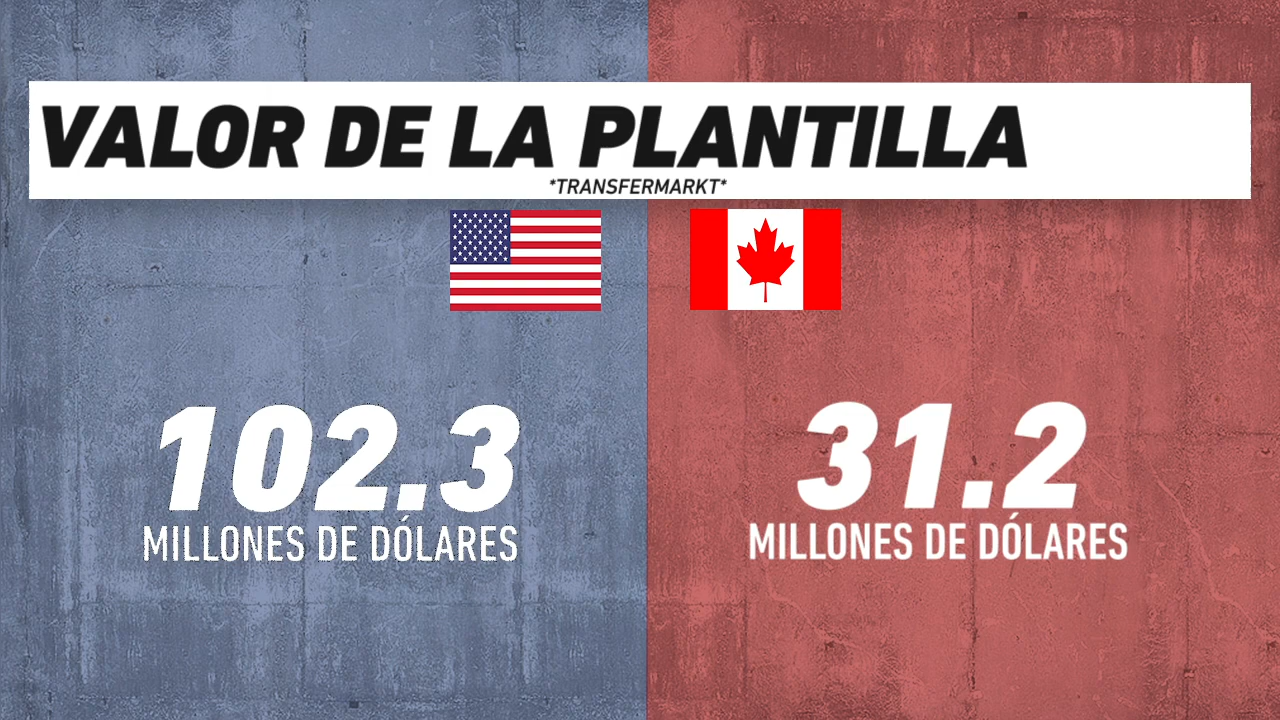 VALOR DE LA PLANTILLA
*TRANSFERMARKT*
102.3
MILLONES DE DÓLARES
31.2
MILLONES DE DÓLARES